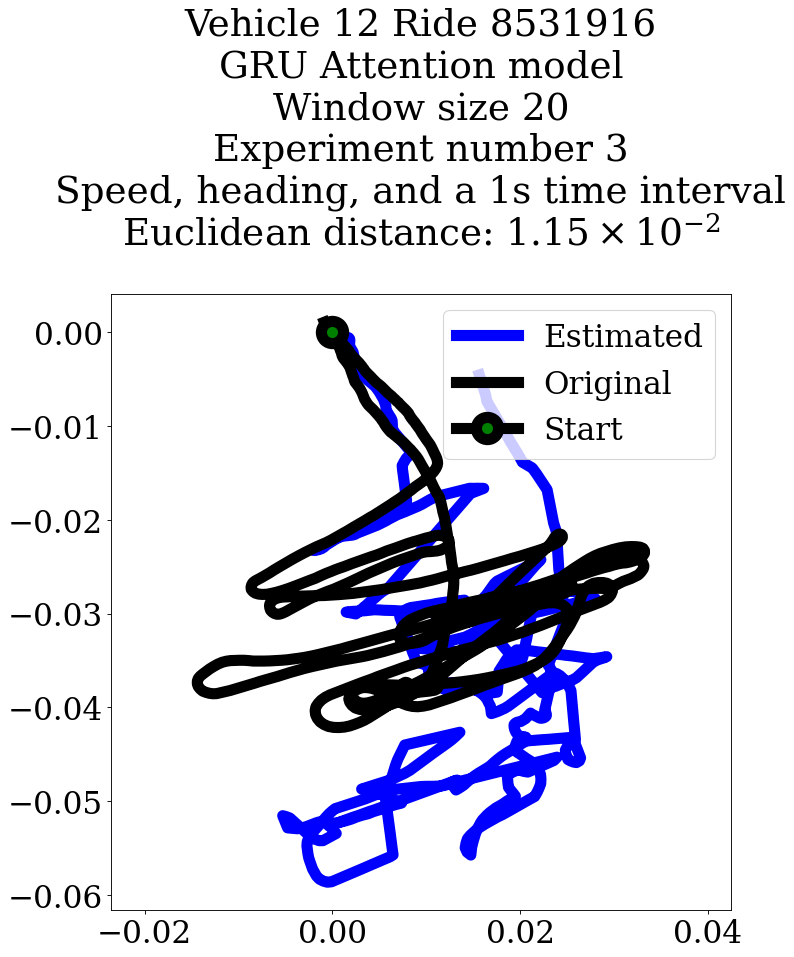 Vehicle 12 Ride 8531916
GRU Attention model
Window size 20
Experiment number 3
Speed, heading, and a 1s time interval
Euclidean distance: 1.15 × 10⁻²
Estimated
Original
Start
0.00
−0.01
−0.02
−0.03
−0.04
−0.05
−0.06
−0.02 0.00 0.02 0.04